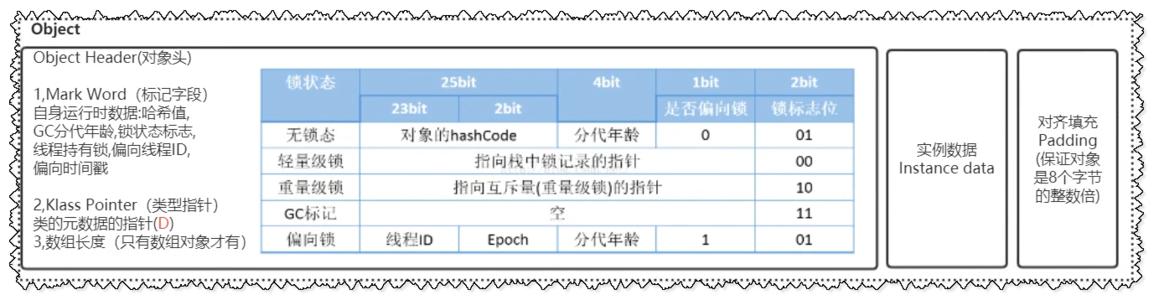 Object
Object Header(对象头)
1,Mark Word（标记字段）
自身运行时数据:哈希值,
GC分代年龄,锁状态标志,
线程持有锁,偏向线程ID,
偏向时间戳
2,Klass Pointer（类型指针）
类的元数据的指针(D)
3,数组长度（只有数组对象才有）
锁状态 25bit 4bit 1bit 2bit
23bit 2bit 是否偏向锁 锁标志位
无锁态 对象的hashCode 分代年龄 0 01
轻量级锁 指向栈中锁记录的指针 00
重量级锁 指向互斥量(重量级锁)的指针 10
GC标记 空 11
偏向锁 线程ID Epoch 分代年龄 1 01
实例数据
Instance data
对齐填充
Padding
(保证对象
是8个字节
的整数倍)